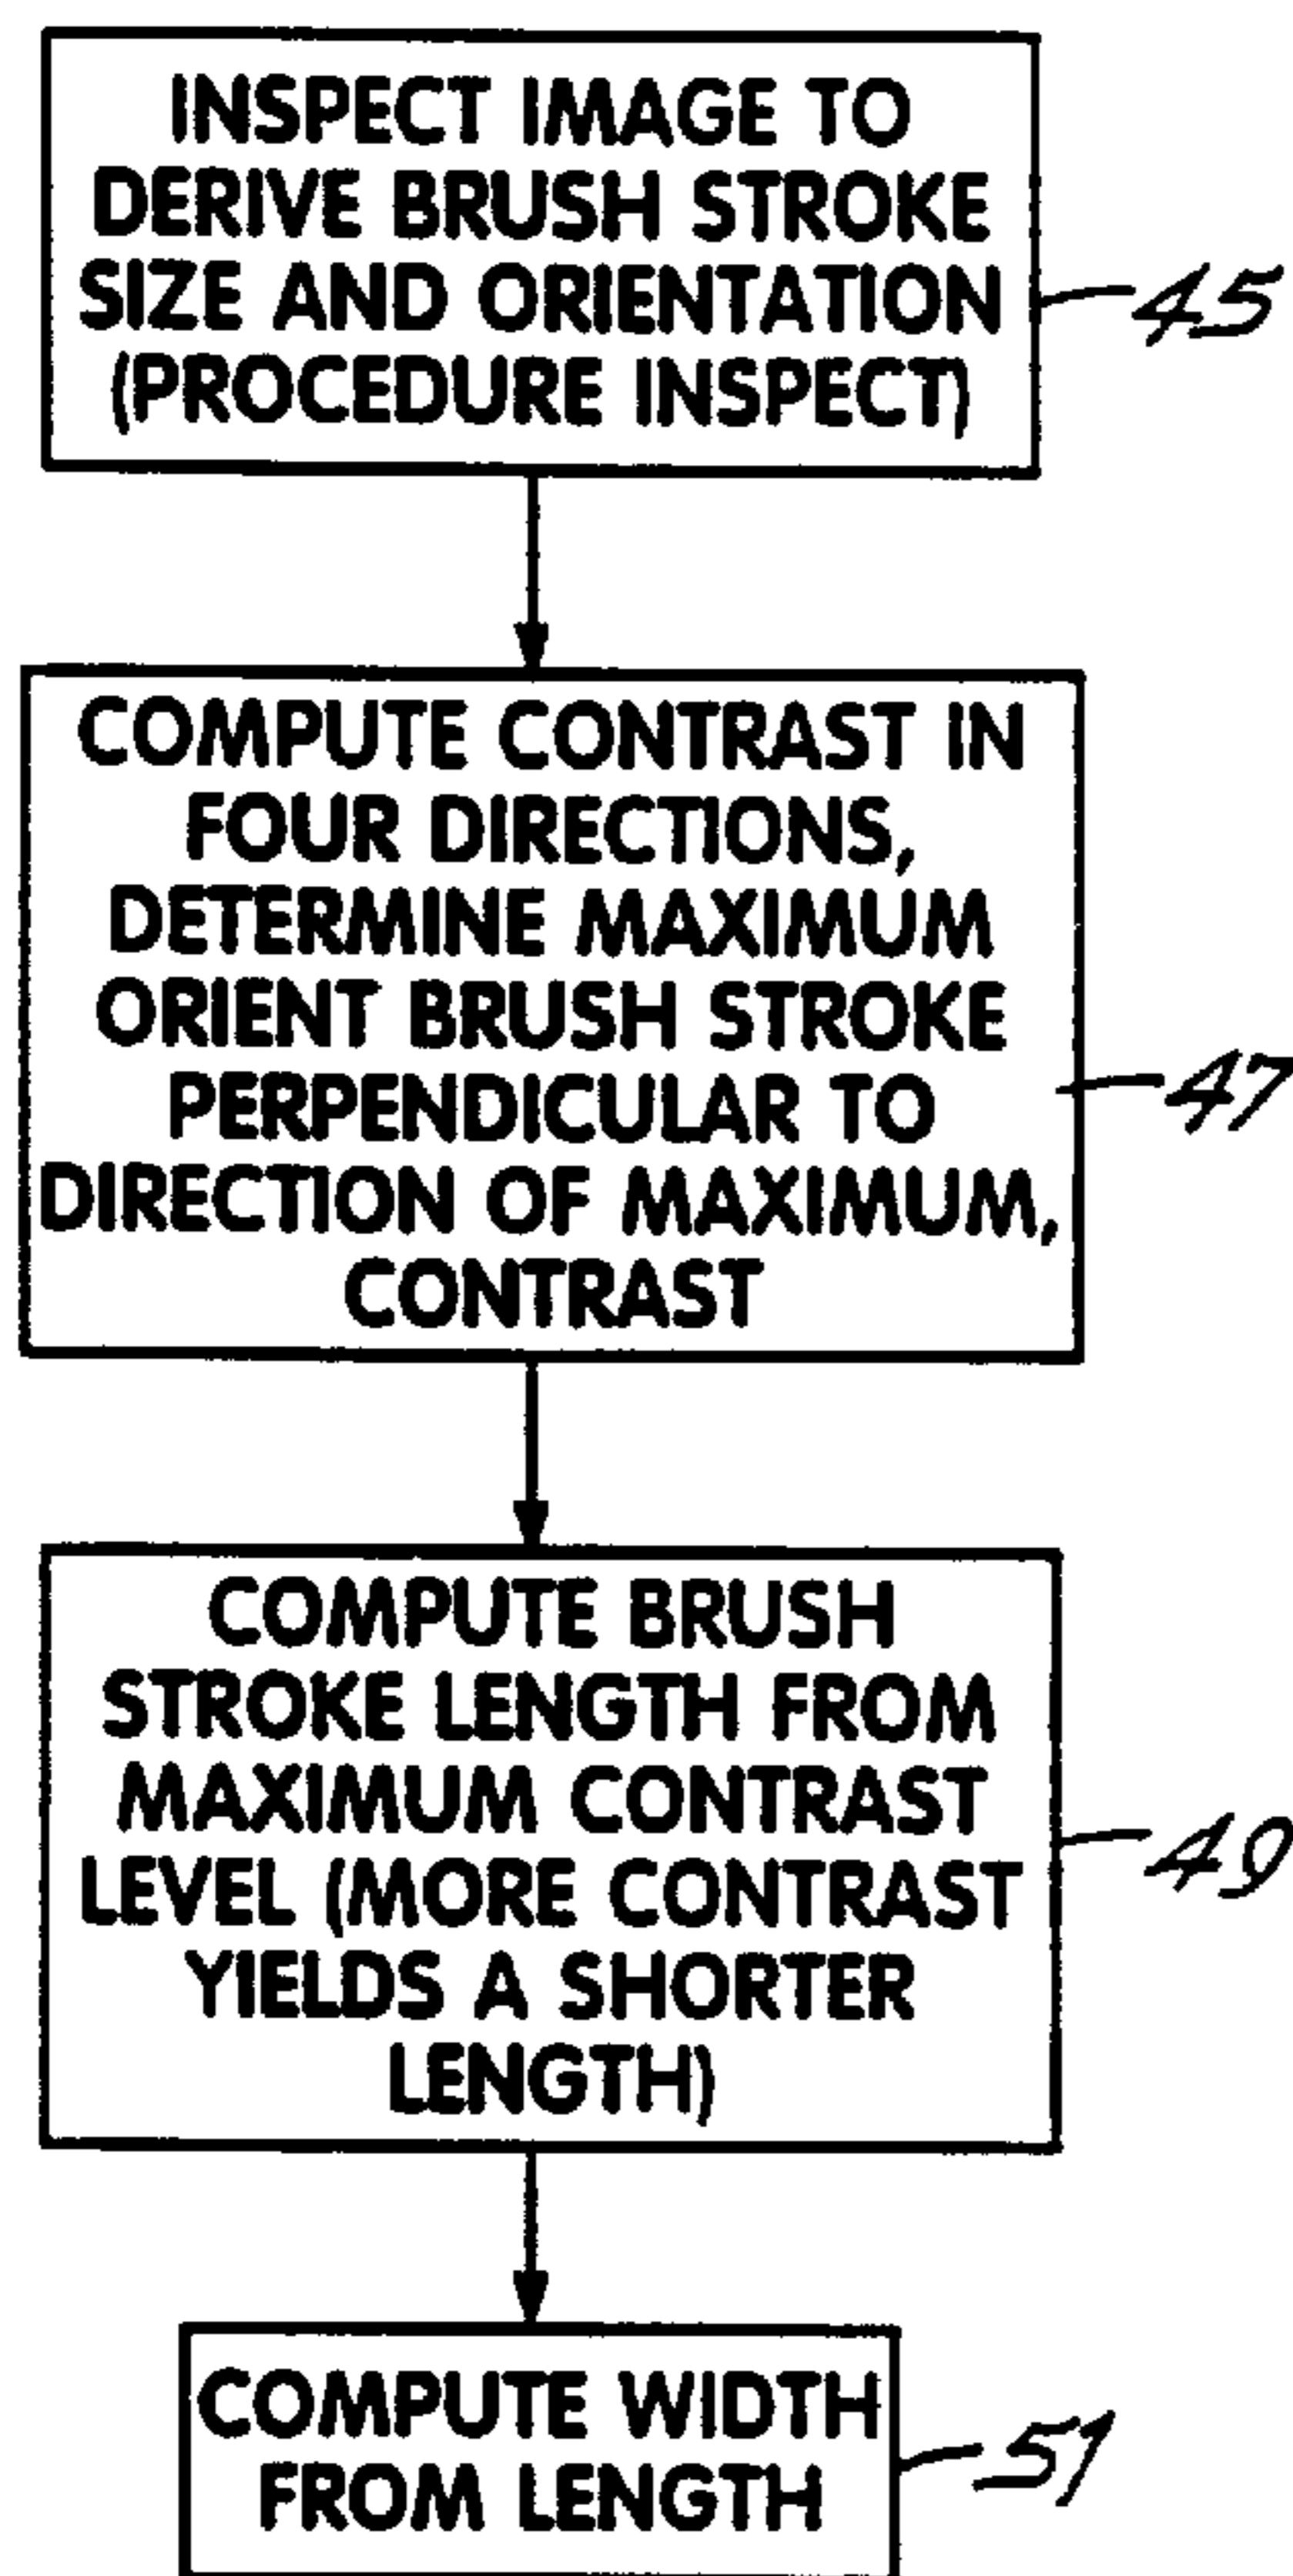 INSPECT IMAGE TO
DERIVE BRUSH STROKE
SIZE AND ORIENTATION
(PROCEDURE INSPECT)
45
COMPUTE CONTRAST IN
FOUR DIRECTIONS,
DETERMINE MAXIMUM
ORIENT BRUSH STROKE
PERPENDICULAR TO
DIRECTION OF MAXIMUM,
CONTRAST
47
COMPUTE BRUSH
STROKE LENGTH FROM
MAXIMUM CONTRAST
LEVEL (MORE CONTRAST
YIELDS A SHORTER
LENGTH)
49
COMPUTE WIDTH
FROM LENGTH
51